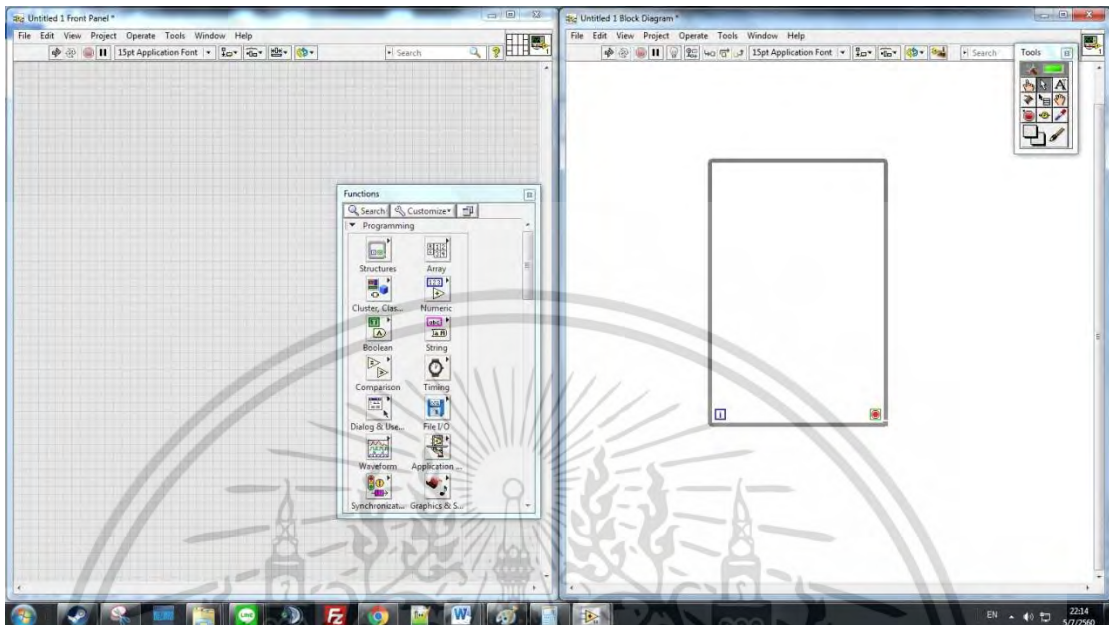 Untitled 1 Front Panel *
File Edit View Project Operate Tools Window Help
15pt Application Font
Search
1
Functions
Search Customize
Programming
Structures Array
Cluster, Clas... Numeric
Boolean String
Comparison Timing
Dialog & Use... File I/O
Waveform Application ...
Synchronizat... Graphics & S...
Untitled 1 Block Diagram *
File Edit View Project Operate Tools Window Help
15pt Application Font
Search
1
Tools
i
EN
22:14
5/7/2560